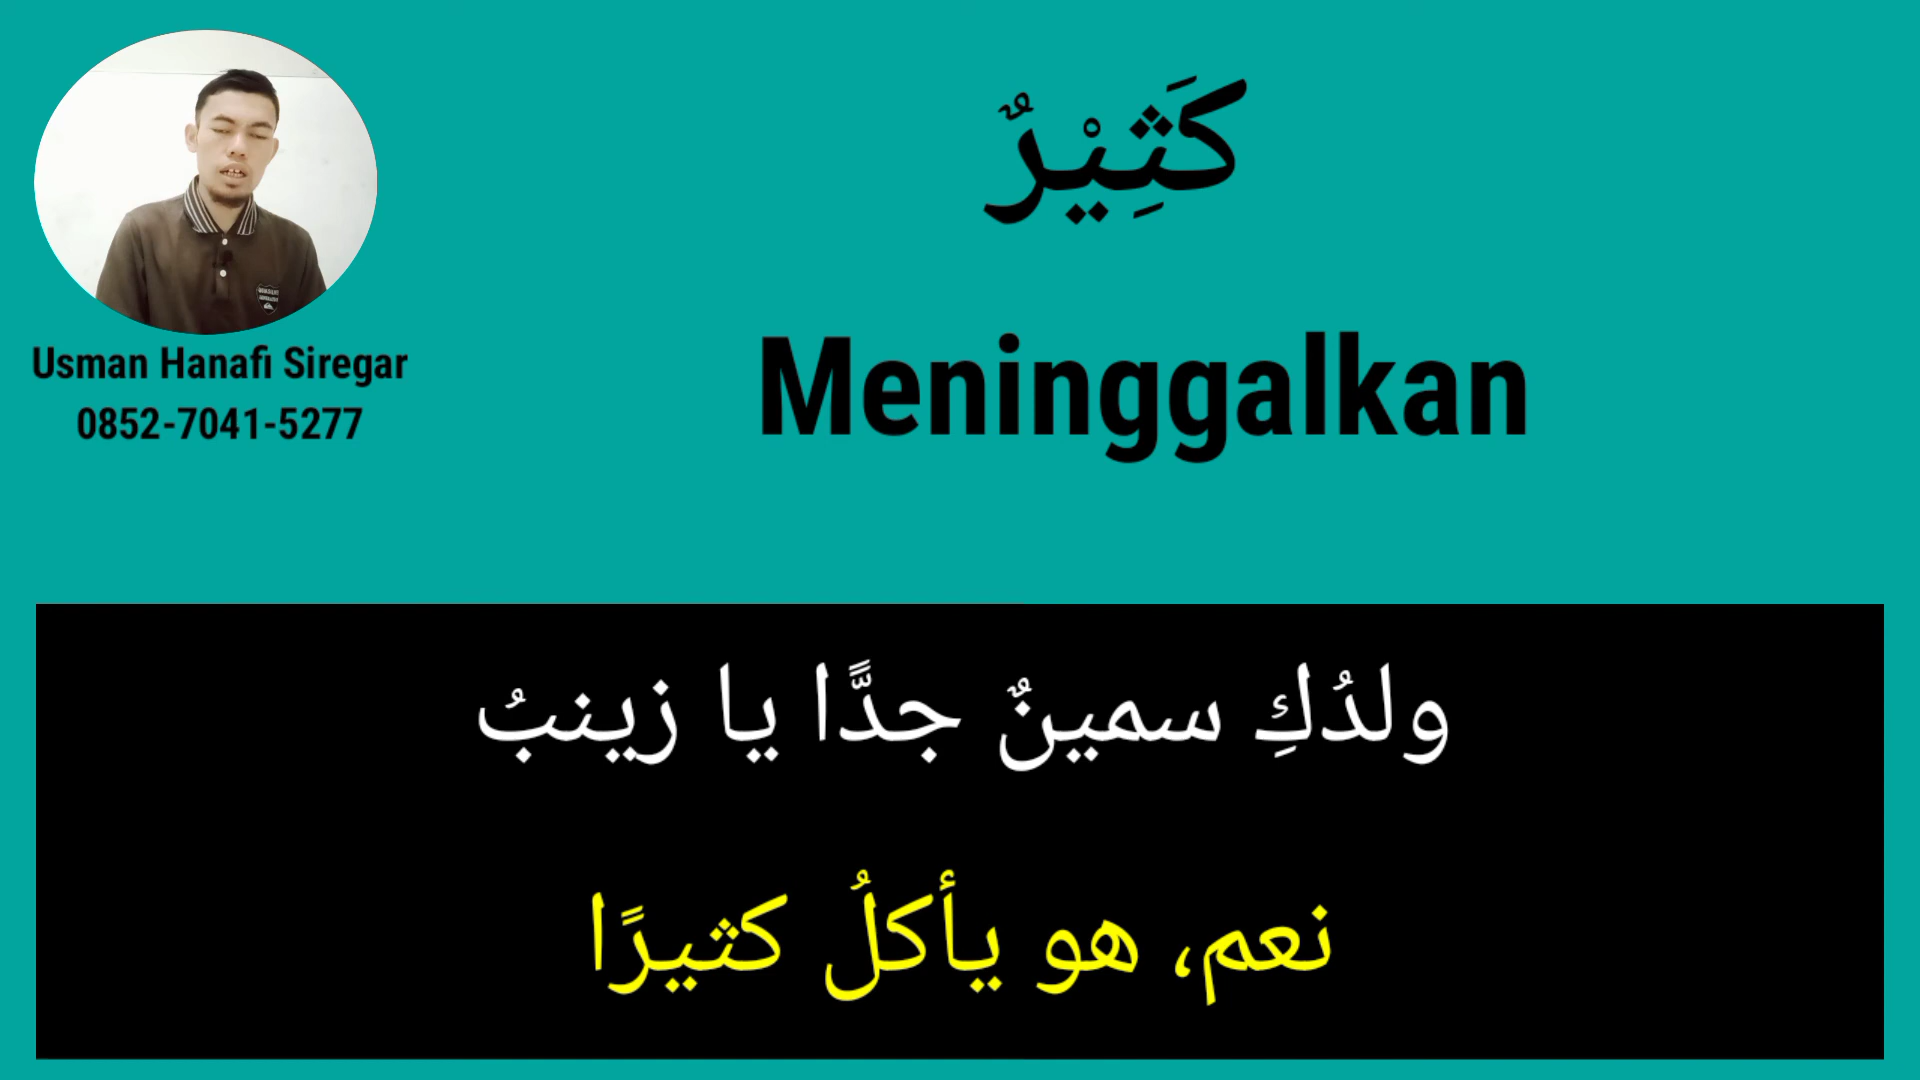 كَثِيْرٌ
Meninggalkan
Usman Hanafi Siregar
0852-7041-5277
ولدُكِ سمينٌ جدًّا يا زينبُ
نعم، هو يأكلُ كثيرًا